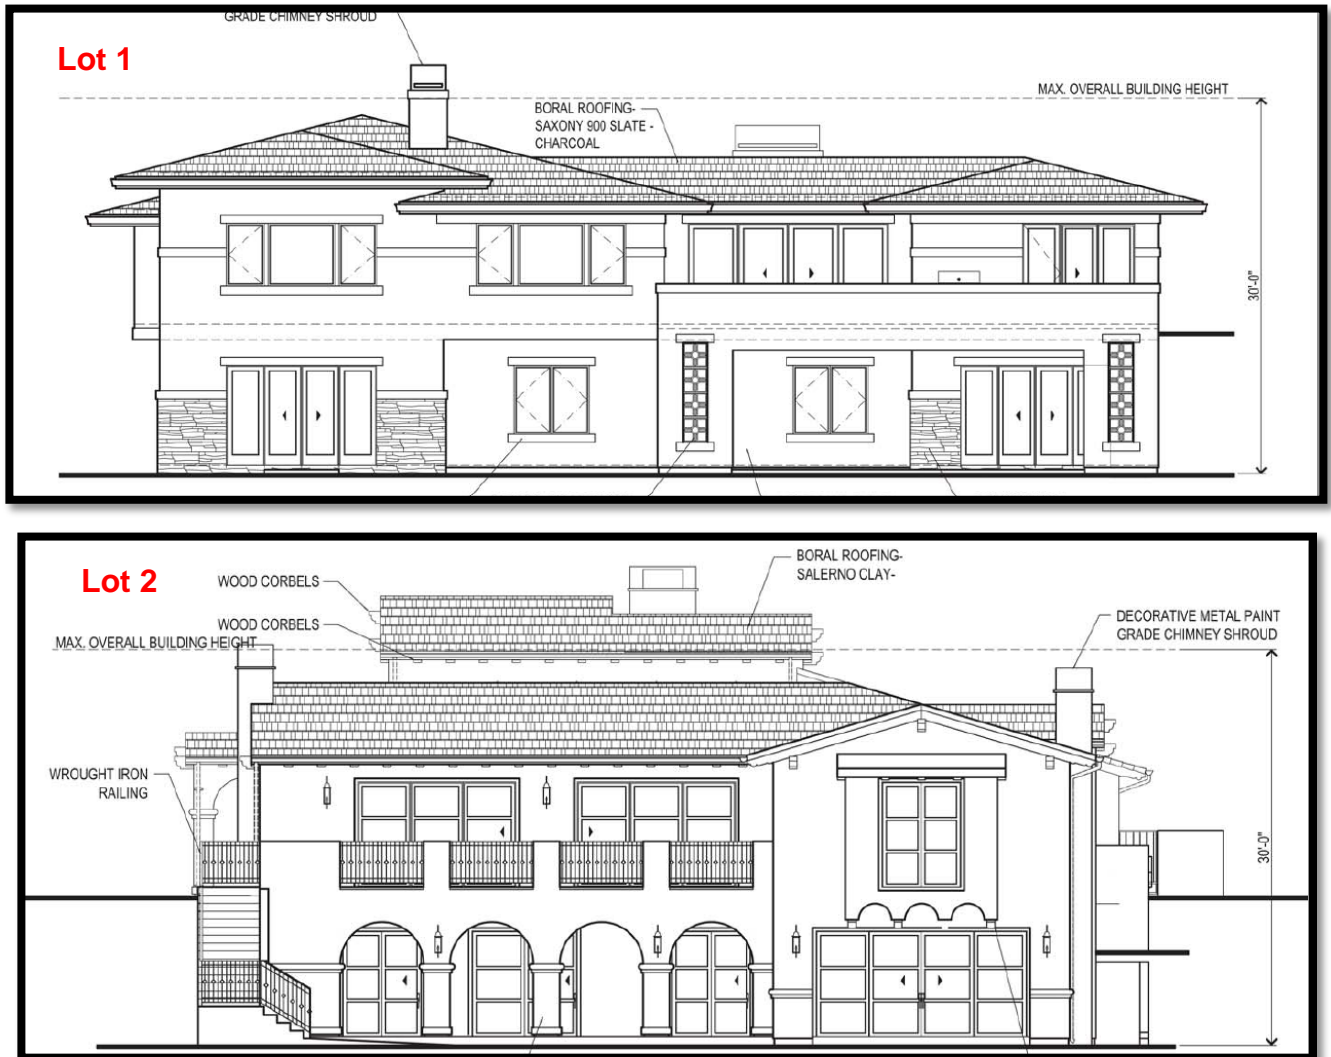 GRADE CHIMNEY SHROUD
Lot 1
MAX. OVERALL BUILDING HEIGHT
BORAL ROOFING-
SAXONY 900 SLATE -
CHARCOAL
30'-0"
Lot 2
WOOD CORBELS
BORAL ROOFING-
SALERNO CLAY-
WOOD CORBELS
DECORATIVE METAL PAINT
GRADE CHIMNEY SHROUD
MAX. OVERALL BUILDING HEIGHT
WROUGHT IRON
RAILING
30'-0"